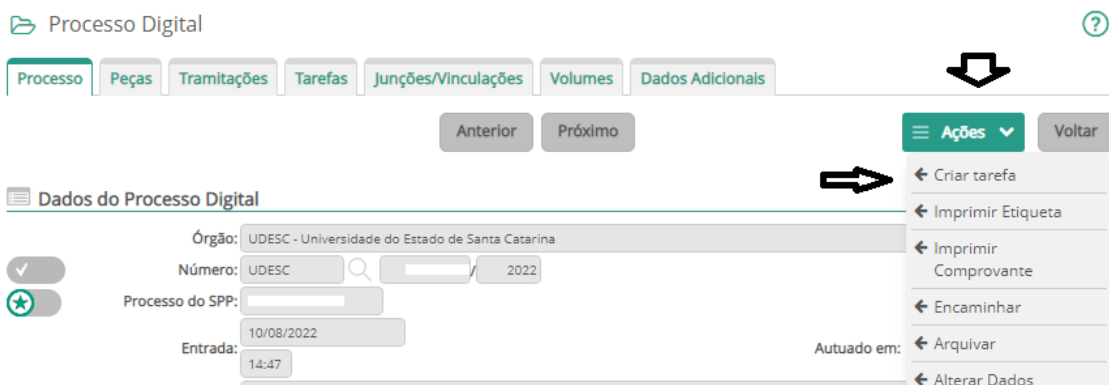 Processo Digital
?
Processo Peças Tramitações Tarefas Junções/Vinculações Volumes Dados Adicionais
Anterior Próximo Ações Voltar
Criar tarefa
Dados do Processo Digital
Imprimir Etiqueta
Órgão: UDESC - Universidade do Estado de Santa Catarina
Imprimir
Comprovante
Número: UDESC / 2022
Processo do SPP:
Encaminhar
10/08/2022
Entrada:
Autuado em:
Arquivar
14:47
Alterar Dados